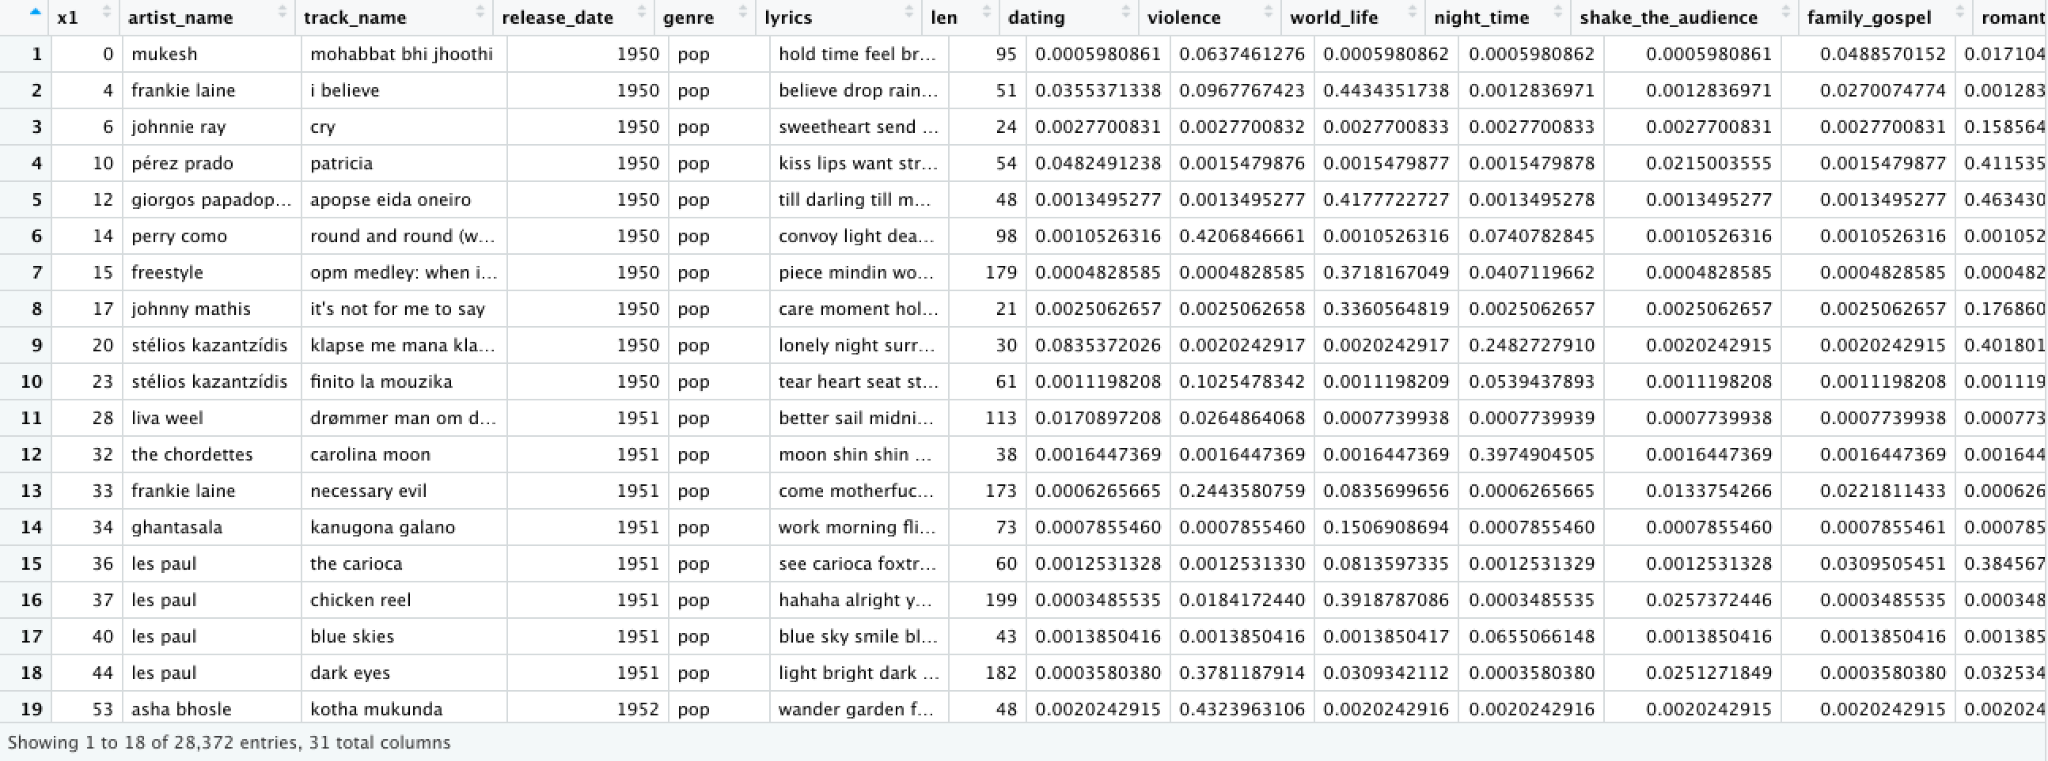 x1 artist_name track_name release_date genre lyrics len dating violence world_life night_time shake_the_audience family_gospel romant
1 0 mukesh mohabbat bhi jhoothi 1950 pop hold time feel br... 95 0.0005980861 0.0637461276 0.0005980862 0.0005980862 0.0005980861 0.0488570152 0.017104
2 4 frankie laine i believe 1950 pop believe drop rain... 51 0.0355371338 0.0967767423 0.4434351738 0.0012836971 0.0012836971 0.0270074774 0.001283
3 6 johnnie ray cry 1950 pop sweetheart send ... 24 0.0027700831 0.0027700832 0.0027700833 0.0027700833 0.0027700831 0.0027700831 0.158564
4 10 pérez prado patricia 1950 pop kiss lips want str... 54 0.0482491238 0.0015479876 0.0015479877 0.0015479878 0.0215003555 0.0015479877 0.411535
5 12 giorgos papadop... apopse eida oneiro 1950 pop till darling till m... 48 0.0013495277 0.0013495277 0.4177722727 0.0013495278 0.0013495277 0.0013495277 0.463430
6 14 perry como round and round (w... 1950 pop convoy light dea... 98 0.0010526316 0.4206846661 0.0010526316 0.0740782845 0.0010526316 0.0010526316 0.001052
7 15 freestyle opm medley: when i... 1950 pop piece mindin wo... 179 0.0004828585 0.0004828585 0.3718167049 0.0407119662 0.0004828585 0.0004828585 0.000482
8 17 johnny mathis it's not for me to say 1950 pop care moment hol... 21 0.0025062657 0.0025062658 0.3360564819 0.0025062657 0.0025062657 0.0025062657 0.176860
9 20 stélios kazantzídis klapse me mana kla... 1950 pop lonely night surr... 30 0.0835372026 0.0020242917 0.0020242917 0.2482727910 0.0020242915 0.0020242915 0.401801
10 23 stélios kazantzídis finito la mouzika 1950 pop tear heart seat st... 61 0.0011198208 0.1025478342 0.0011198209 0.0539437893 0.0011198208 0.0011198208 0.001119
11 28 liva weel drømmer man om d... 1951 pop better sail midni... 113 0.0170897208 0.0264864068 0.0007739938 0.0007739939 0.0007739938 0.0007739938 0.000773
12 32 the chordettes carolina moon 1951 pop moon shin shin ... 38 0.0016447369 0.0016447369 0.0016447369 0.3974904505 0.0016447369 0.0016447369 0.001644
13 33 frankie laine necessary evil 1951 pop come motherfuc... 173 0.0006265665 0.2443580759 0.0835699656 0.0006265665 0.0133754266 0.0221811433 0.000626
14 34 ghantasala kanugona galano 1951 pop work morning fli... 73 0.0007855460 0.0007855460 0.1506908694 0.0007855460 0.0007855460 0.0007855461 0.000785
15 36 les paul the carioca 1951 pop see carioca foxtr... 60 0.0012531328 0.0012531330 0.0813597335 0.0012531329 0.0012531328 0.0309505451 0.384567
16 37 les paul chicken reel 1951 pop hahaha alright y... 199 0.0003485535 0.0184172440 0.3918787086 0.0003485535 0.0257372446 0.0003485535 0.000348
17 40 les paul blue skies 1951 pop blue sky smile bl... 43 0.0013850416 0.0013850416 0.0013850417 0.0655066148 0.0013850416 0.0013850416 0.001385
18 44 les paul dark eyes 1951 pop light bright dark ... 182 0.0003580380 0.3781187914 0.0309342112 0.0003580380 0.0251271849 0.0003580380 0.032534
19 53 asha bhosle kotha mukunda 1952 pop wander garden f... 48 0.0020242915 0.4323963106 0.0020242916 0.0020242916 0.0020242915 0.0020242915 0.002024
Showing 1 to 18 of 28,372 entries, 31 total columns